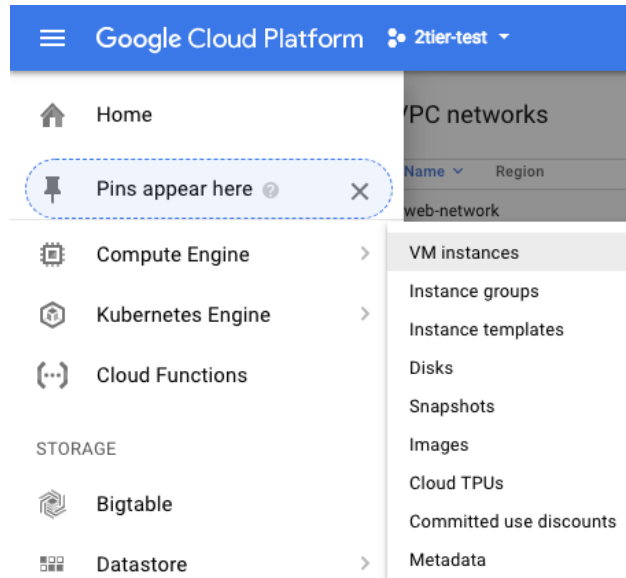 Google Cloud Platform 2tier-test
Home
Pins appear here
Compute Engine
Kubernetes Engine
Cloud Functions
STORAGE
Bigtable
Datastore
VPC networks
Name Region
web-network
VM instances
Instance groups
Instance templates
Disks
Snapshots
Images
Cloud TPUs
Committed use discounts
Metadata